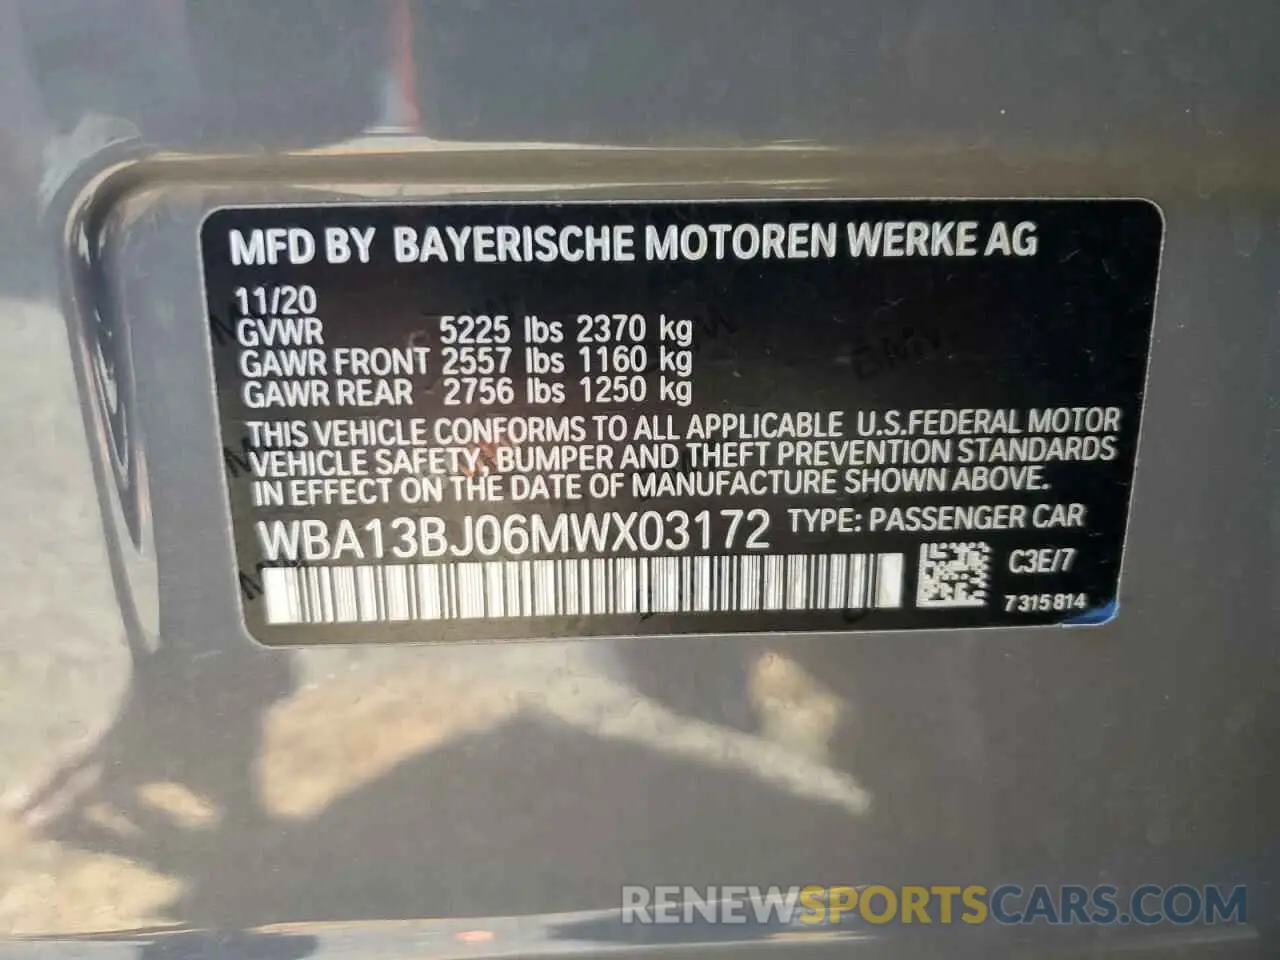 MFD BY BAYERISCHE MOTOREN WERKE AG
11/20
GVWR 5225 lbs 2370 kg
GAWR FRONT 2557 lbs 1160 kg
GAWR REAR 2756 lbs 1250 kg
THIS VEHICLE CONFORMS TO ALL APPLICABLE U.S.FEDERAL MOTOR
VEHICLE SAFETY, BUMPER AND THEFT PREVENTION STANDARDS
IN EFFECT ON THE DATE OF MANUFACTURE SHOWN ABOVE.
WBA13BJ06MWX03172 TYPE: PASSENGER CAR
C3E/7
7 315 814
RENEWSPORTSCARS.COM